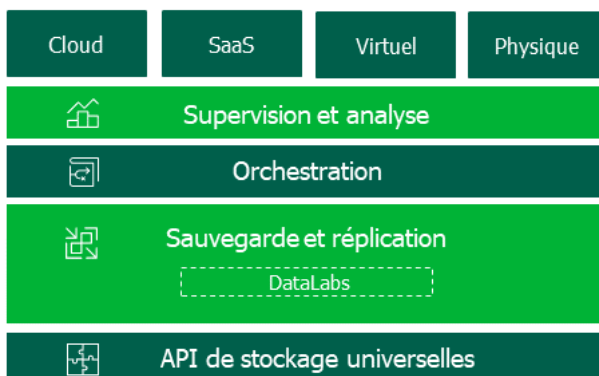 Cloud SaaS Virtuel Physique
Supervision et analyse
Orchestration
Sauvegarde et réplication
DataLabs
API de stockage universelles